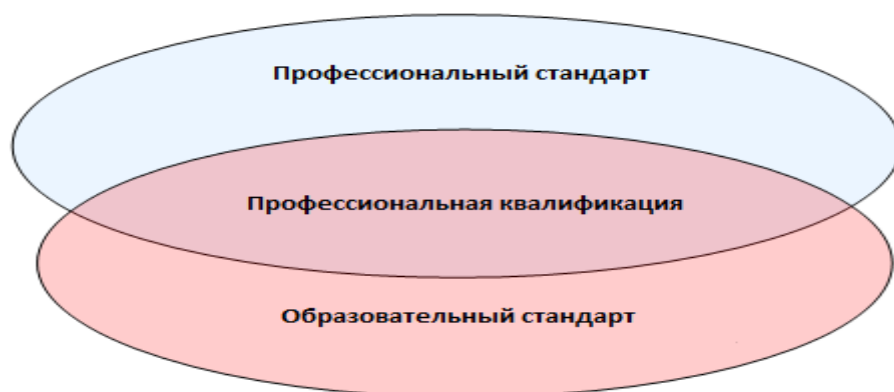 Профессиональный стандарт
Профессиональная квалификация
Образовательный стандарт